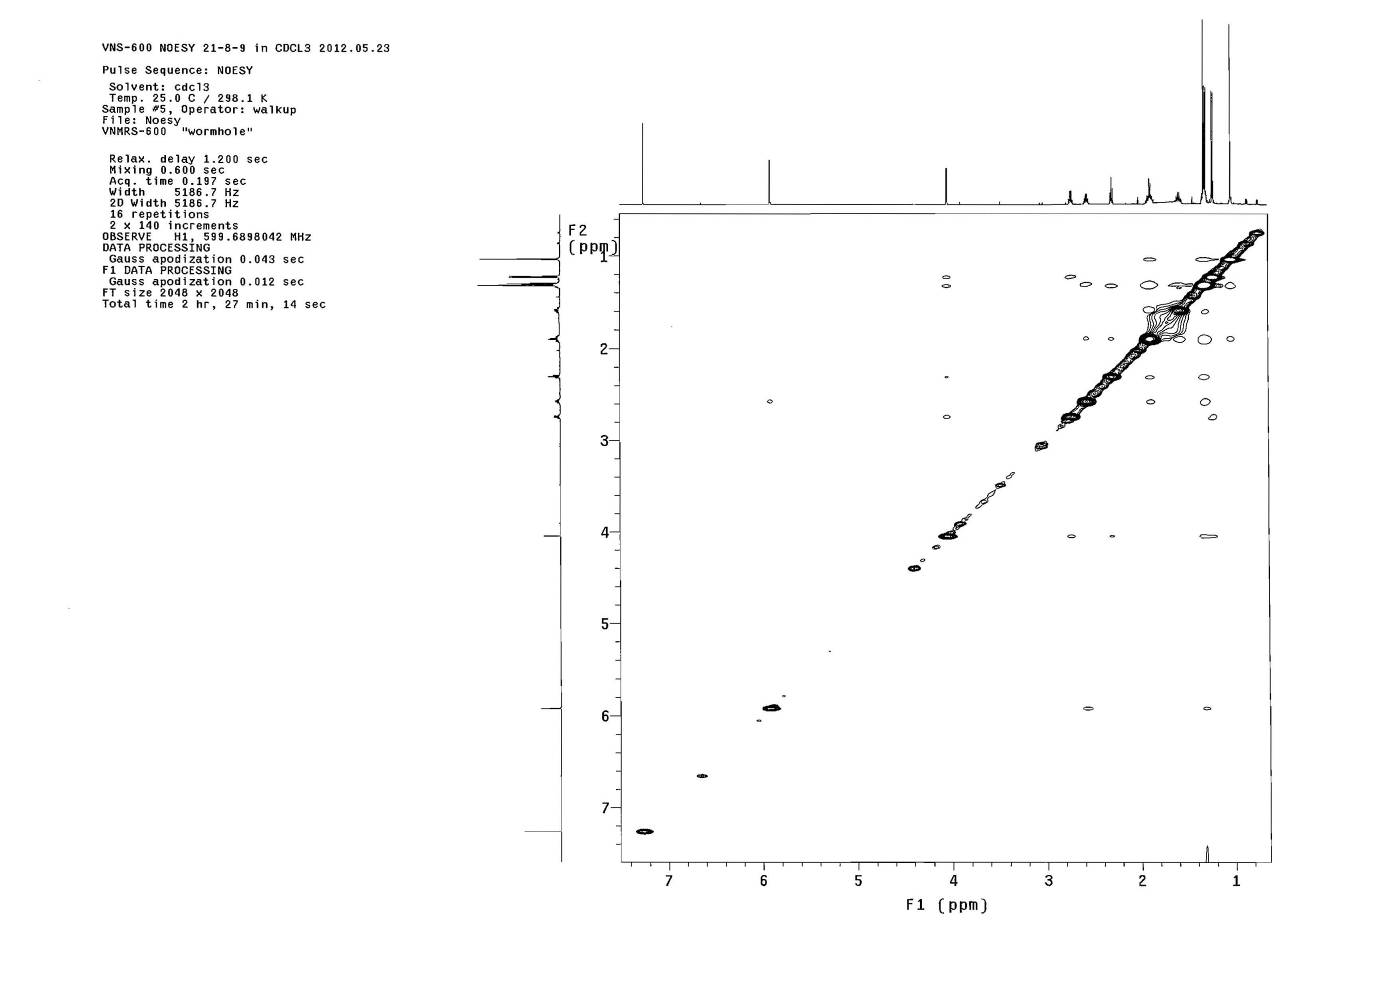 VNS-600 NOESY 21-8-9 in CDCL3 2012.05.23
Pulse Sequence: NOESY
Solvent: cdcl3
Temp. 25.0 C / 298.1 K
Sample #5, Operator: walkup
File: Noesy
VNMRS-600 "wormhole"
Relax. delay 1.200 sec
Mixing 0.600 sec
Acq. time 0.197 sec
Width 5186.7 Hz
2D Width 5186.7 Hz
16 repetitions
2 x 140 increments
OBSERVE H1, 599.6898042 MHz
DATA PROCESSING
Gauss apodization 0.043 sec
F1 DATA PROCESSING
Gauss apodization 0.012 sec
FT size 2048 x 2048
Total time 2 hr, 27 min, 14 sec
F2
(ppm)
1
2
3
4
5
6
7
7 6 5 4 3 2 1
F1 (ppm)